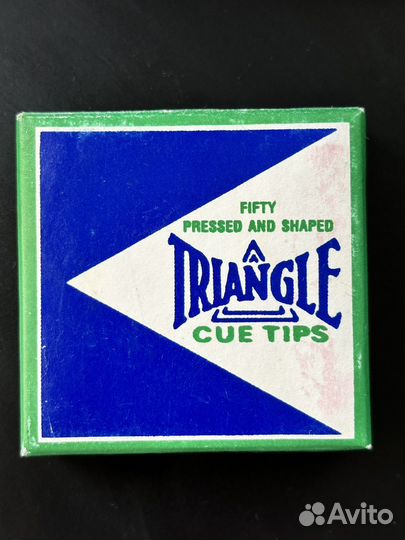 FIFTY
PRESSED AND SHAPED
TRIANGLE
CUE TIPS
Avito